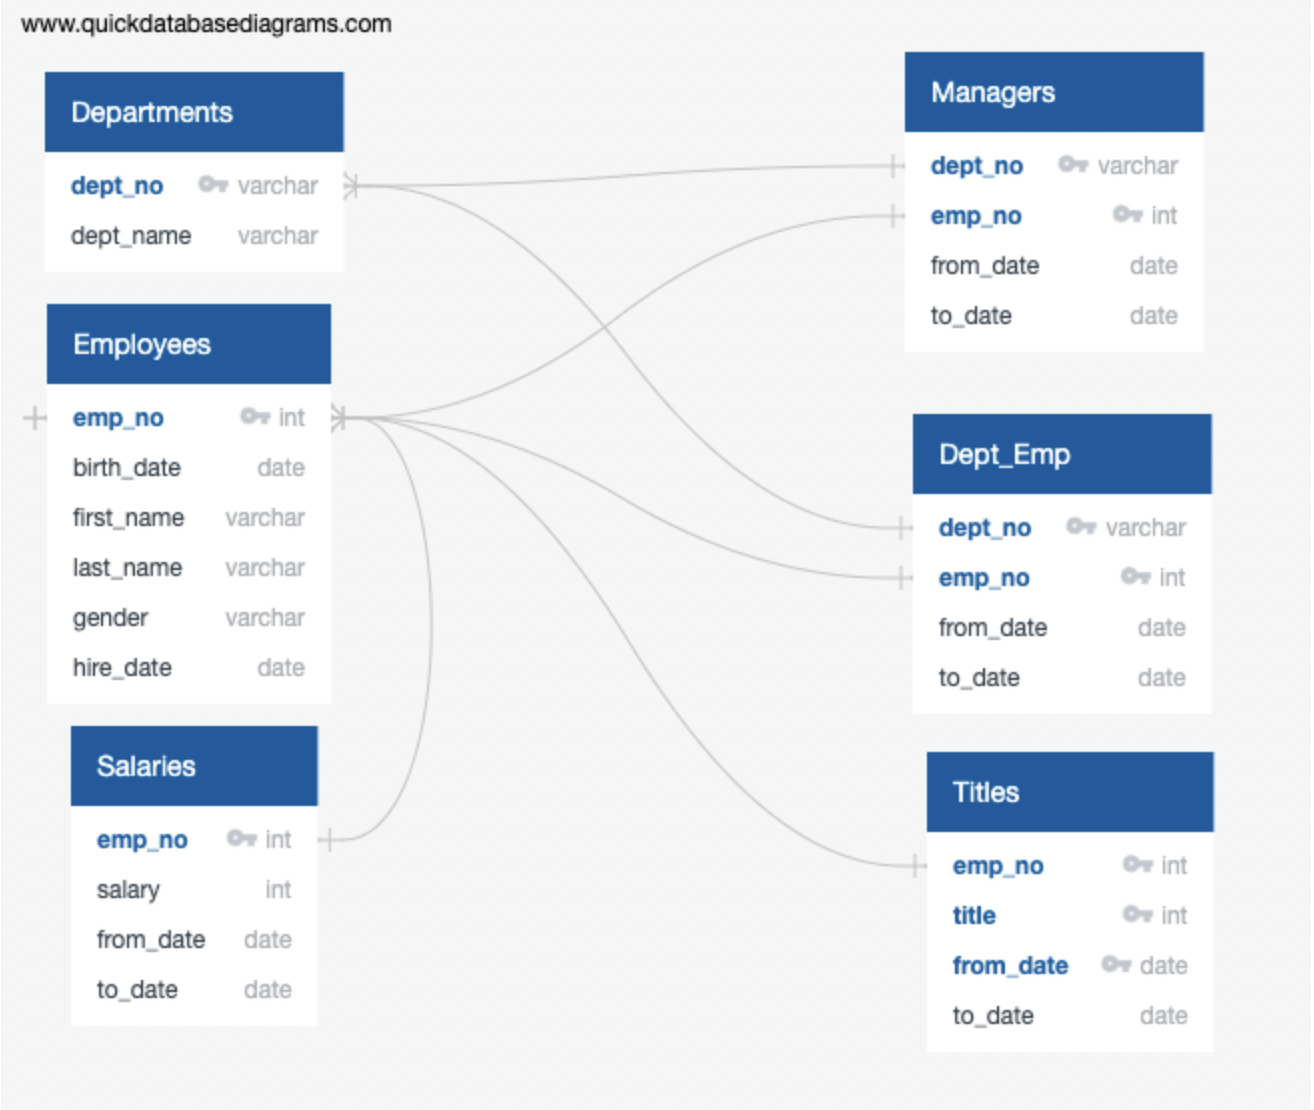 www.quickdatabasediagrams.com
Departments
dept_no varchar
dept_name varchar
Employees
emp_no int
birth_date date
first_name varchar
last_name varchar
gender varchar
hire_date date
Salaries
emp_no int
salary int
from_date date
to_date date
Managers
dept_no varchar
emp_no int
from_date date
to_date date
Dept_Emp
dept_no varchar
emp_no int
from_date date
to_date date
Titles
emp_no int
title int
from_date date
to_date date